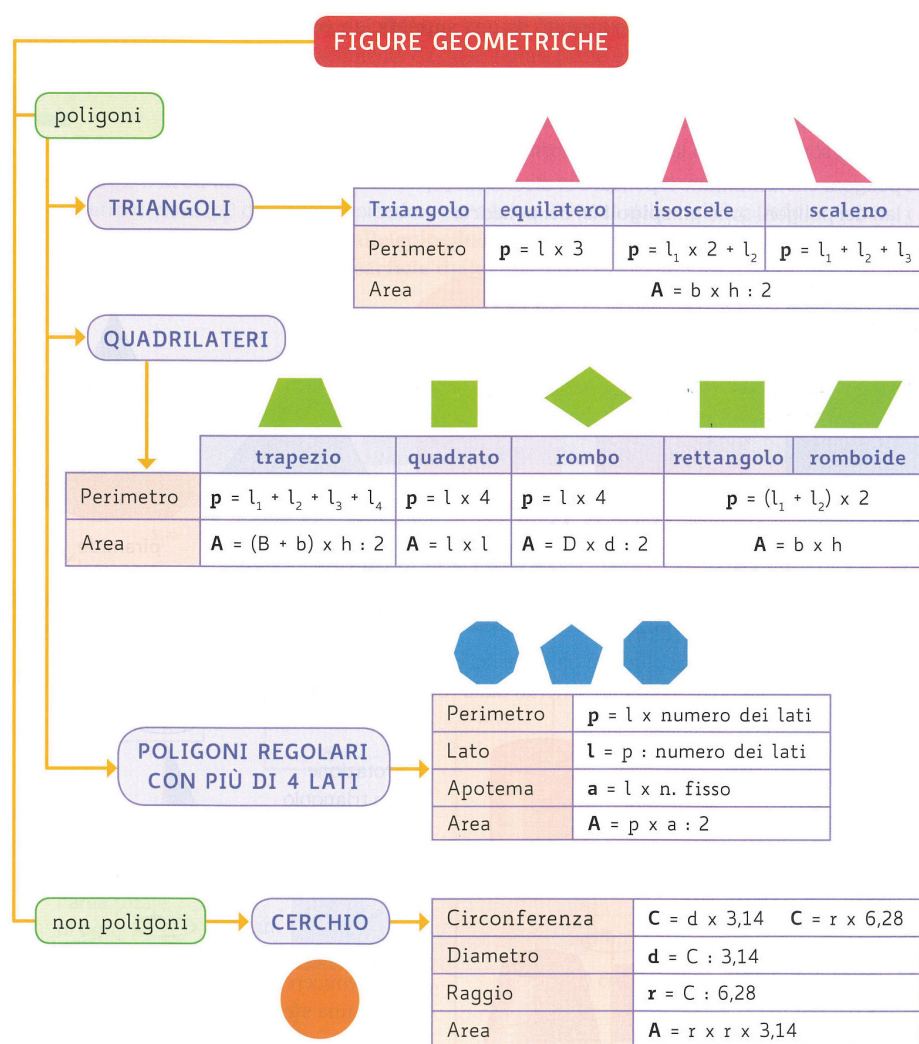 FIGURE GEOMETRICHE
poligoni
TRIANGOLI
Triangolo equilatero isoscele scaleno
Perimetro p = l x 3 p = l₁ x 2 + l₂ p = l₁ + l₂ + l₃
Area A = b x h : 2
QUADRILATERI
trapezio quadrato rombo rettangolo romboide
Perimetro p = l₁ + l₂ + l₃ + l₄ p = l x 4 p = l x 4 p = (l₁ + l₂) x 2
Area A = (B + b) x h : 2 A = l x l A = D x d : 2 A = b x h
POLIGONI REGOLARI
CON PIÙ DI 4 LATI
Perimetro p = l x numero dei lati
Lato l = p : numero dei lati
Apotema a = l x n. fisso
Area A = p x a : 2
non poligoni
CERCHIO
Circonferenza C = d x 3,14 C = r x 6,28
Diametro d = C : 3,14
Raggio r = C : 6,28
Area A = r x r x 3,14